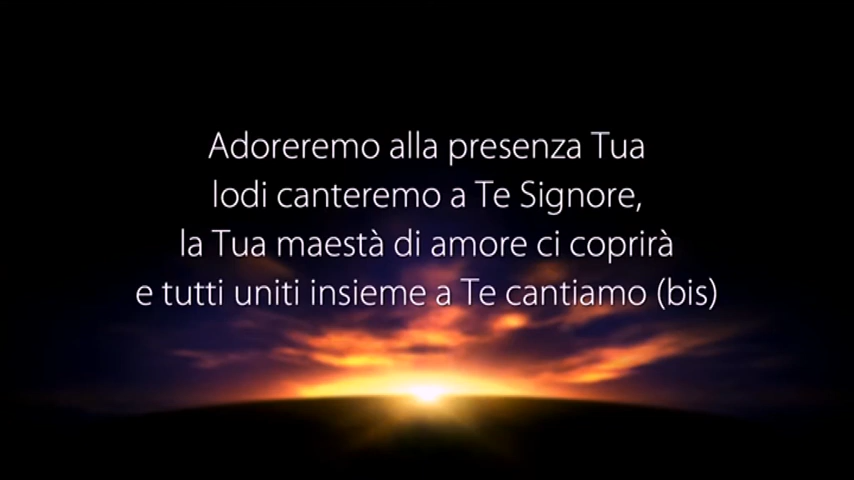 Adoreremo alla presenza Tua
lodi canteremo a Te Signore,
la Tua maestà di amore ci coprirà
e tutti uniti insieme a Te cantiamo (bis)